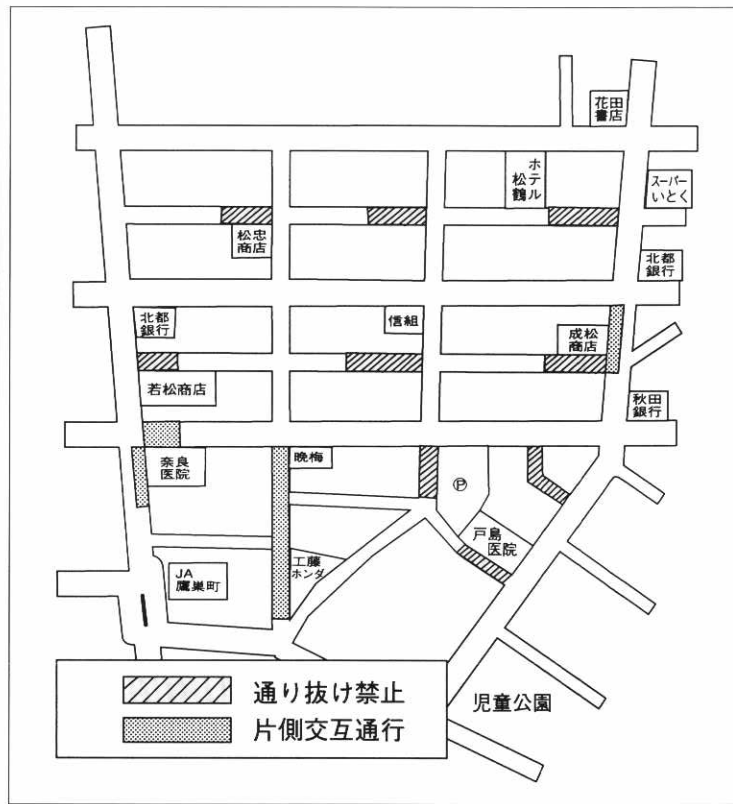 花田
書店
ホテル
松鶴
スーパー
いとく
松忠
商店
北都
銀行
北都
銀行
信組
成松
商店
若松商店
秋田
銀行
奈良
医院
晩梅
P
戸島
医院
工藤
ホンダ
JA
鷹巣町
児童公園
通り抜け禁止
片側交互通行